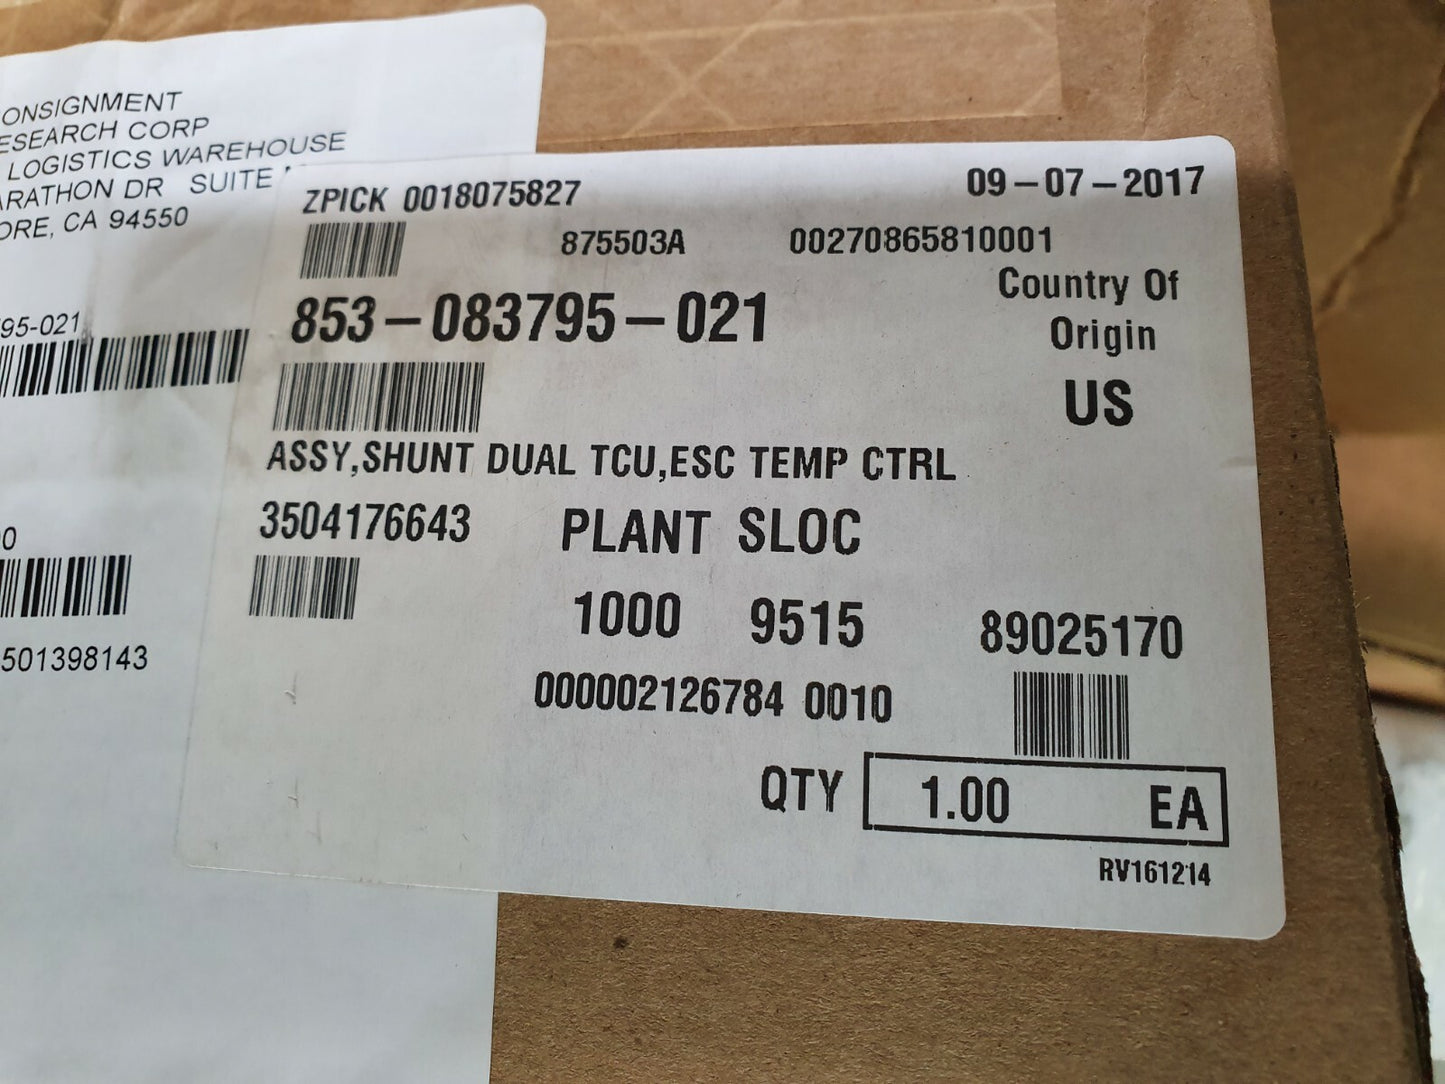 ONSIGNMENT
ESEARCH CORP
LOGISTICS WAREHOUSE
ARATHON DR SUITE
ORE, CA 94550
95-021
0
501398143
ZPICK 0018075827
09-07-2017
875503A
00270865810001
853-083795-021
Country Of
Origin
US
ASSY,SHUNT DUAL TCU,ESC TEMP CTRL
3504176643
PLANT SLOC
1000 9515
89025170
000002126784 0010
QTY 1.00 EA
RV161214